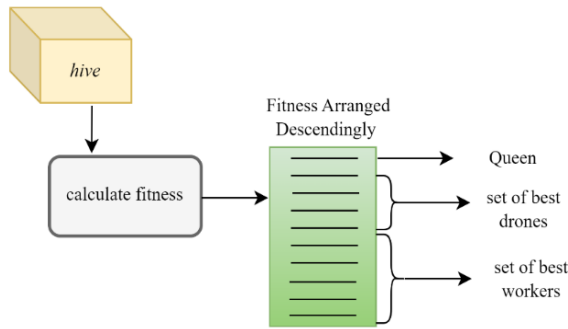 hive
Fitness Arranged
Descendingly
calculate fitness
Queen
set of best
drones
set of best
workers